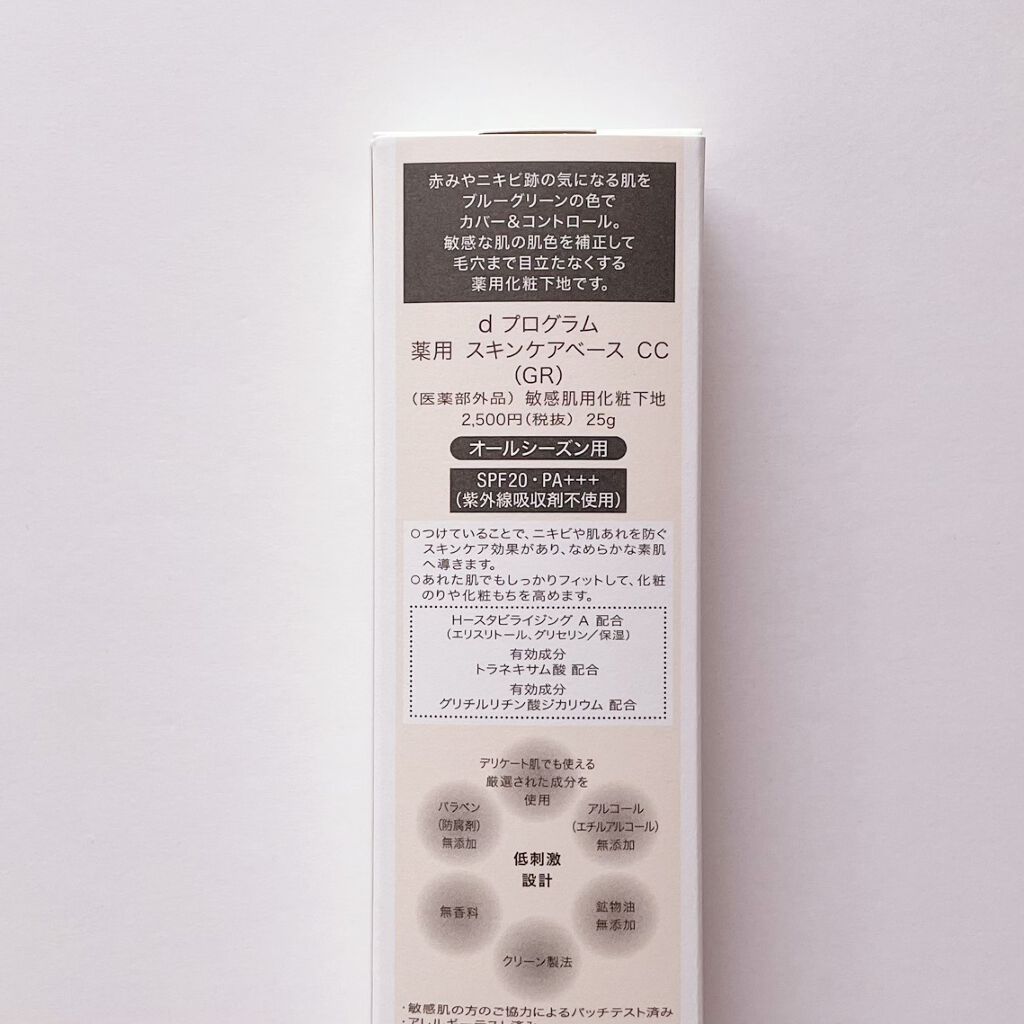 赤みやニキビ跡の気になる肌を
ブルーグリーンの色で
カバー＆コントロール。
敏感な肌の肌色を補正して
毛穴まで目立たなくする
薬用化粧下地です。
d プログラム
薬用 スキンケアベース CC
（GR）
（医薬部外品） 敏感肌用化粧下地
2,500円（税抜） 25g
オールシーズン用
SPF20・PA+++
（紫外線吸収剤不使用）
○つけていることで、ニキビや肌あれを防ぐ
スキンケア効果があり、なめらかな素肌
へ導きます。
○あれた肌でもしっかりフィットして、化粧
のりや化粧もちを高めます。
H－スタビライジング A 配合
（エリスリトール、グリセリン／保湿）
有効成分
トラネキサム酸 配合
有効成分
グリチルリチン酸ジカリウム 配合
デリケート肌でも使える
厳選された成分を
使用
パラベン
（防腐剤）
無添加
アルコール
（エチルアルコール）
無添加
低刺激
設計
無香料
鉱物油
無添加
クリーン製法
・敏感肌の方のご協力によるパッチテスト済み
・アレルギーテスト済み